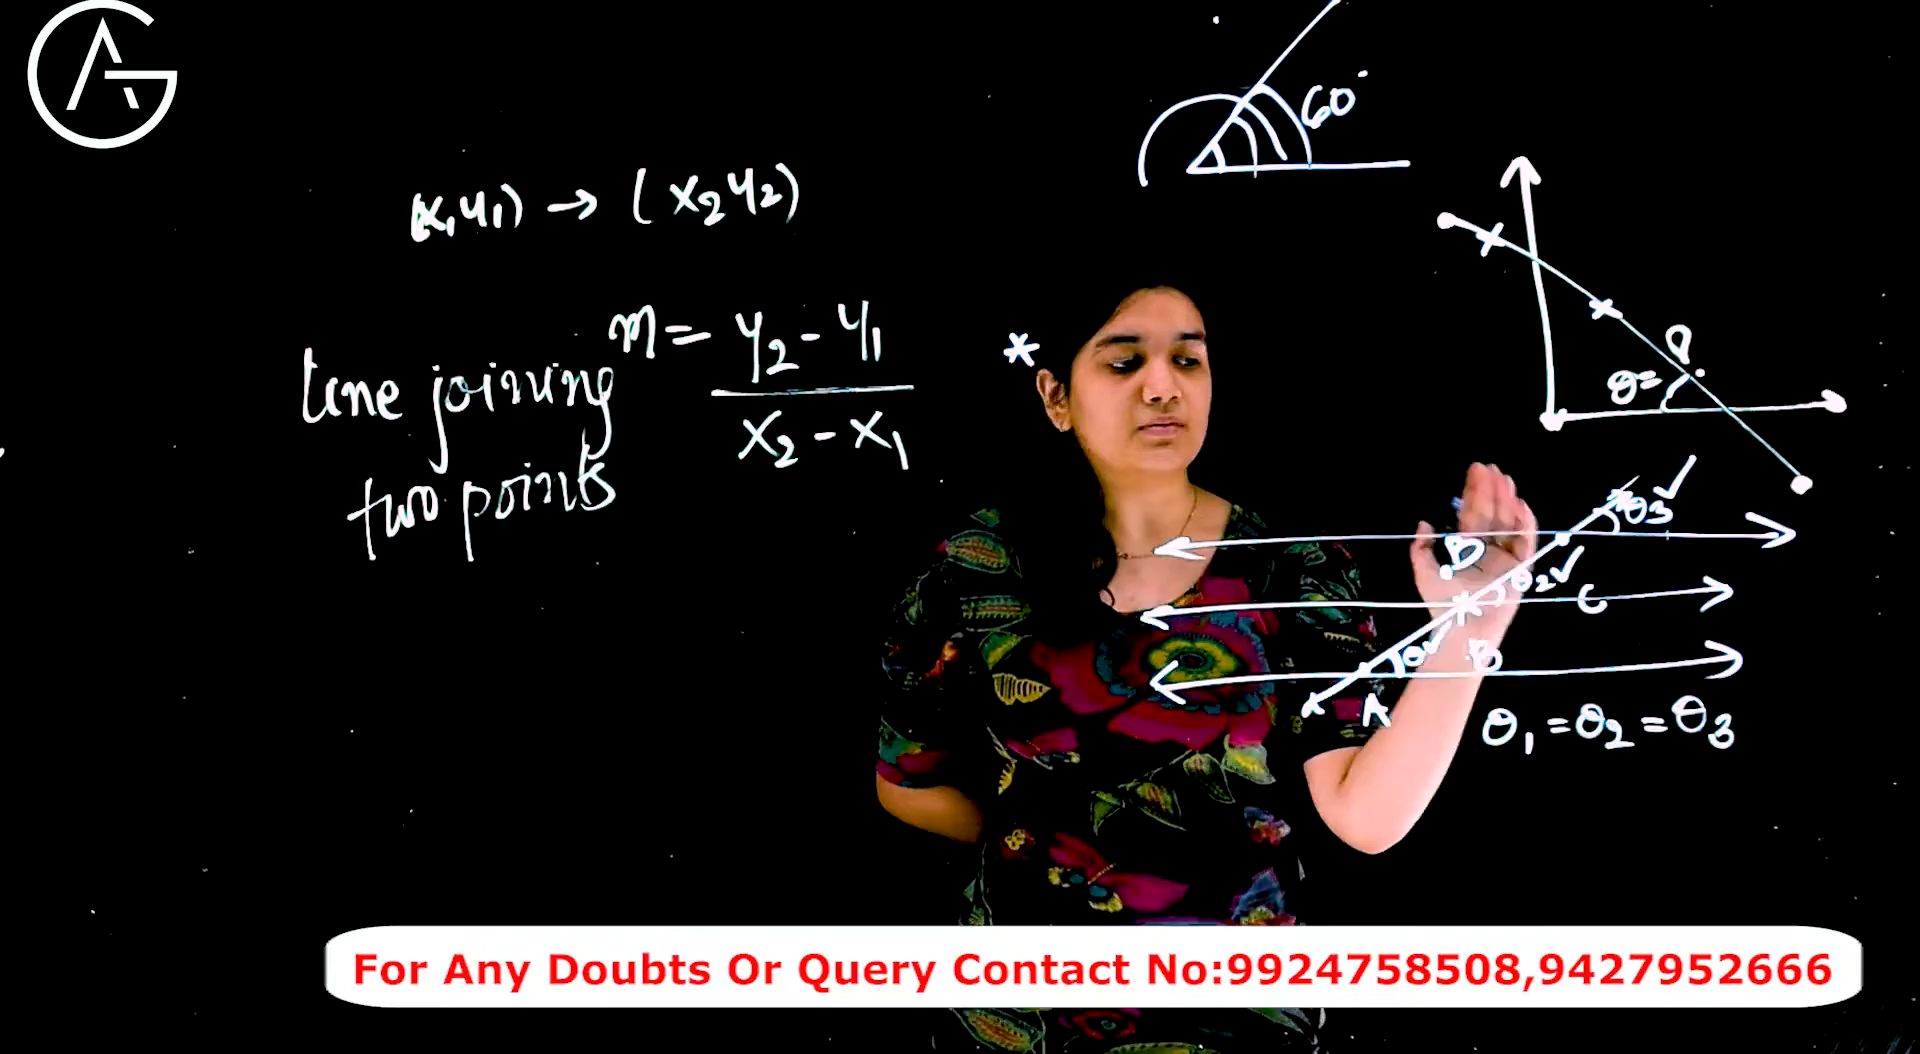 AG
60°
(x₁y₁) → (x₂y₂)
m = y₂ - y₁
x₂ - x₁
line joining
two points
*
θ=
θ₃✓
D
θ₂✓
C
θ✓
B
A
θ₁ = θ₂ = θ₃
For Any Doubts Or Query Contact No:9924758508,9427952666